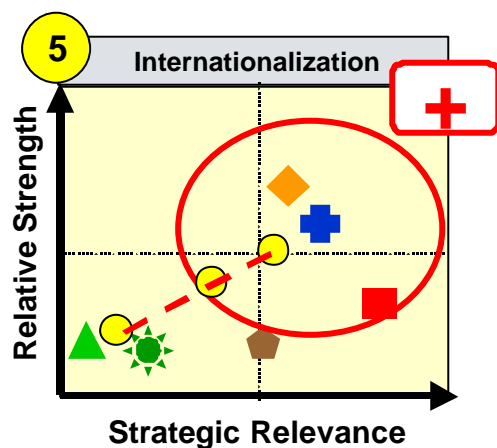 5
Internationalization
+
Relative Strength
Strategic Relevance